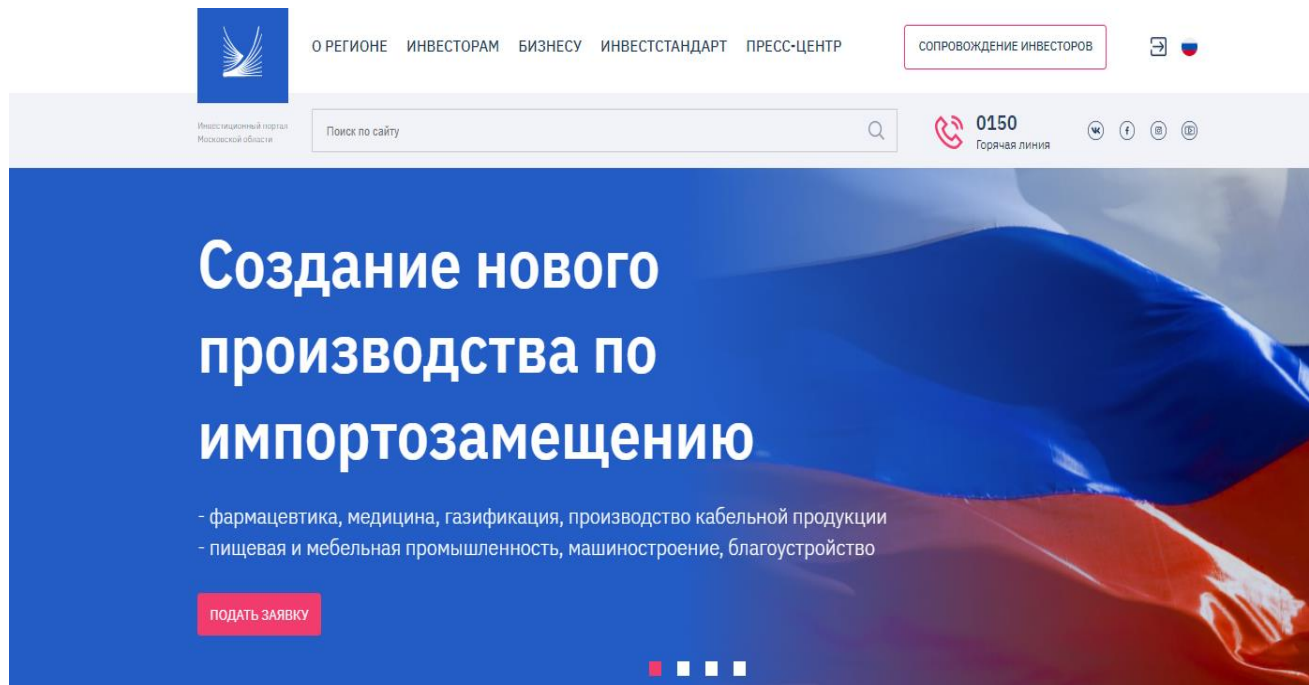 О РЕГИОНЕ ИНВЕСТОРАМ БИЗНЕСУ ИНВЕСТСТАНДАРТ ПРЕСС-ЦЕНТР
СОПРОВОЖДЕНИЕ ИНВЕСТОРОВ
Инвестиционный портал
Московской области
Поиск по сайту
0150
Горячая линия
Создание нового
производства по
импортозамещению
- фармацевтика, медицина, газификация, производство кабельной продукции
- пищевая и мебельная промышленность, машиностроение, благоустройство
ПОДАТЬ ЗАЯВКУ